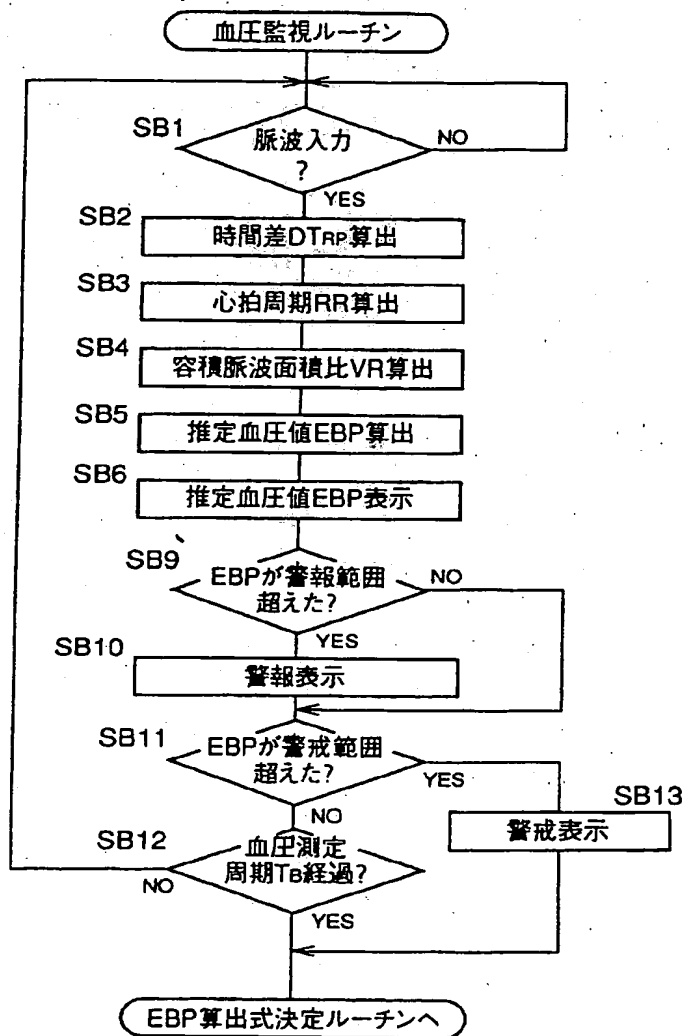 血圧監視ルーチン
SB1
脈波入力
?
NO
YES
SB2
時間差DTRP算出
SB3
心拍周期RR算出
SB4
容積脈波面積比VR算出
SB5
推定血圧値EBP算出
SB6
推定血圧値EBP表示
SB9
EBPが警報範囲
超えた?
NO
YES
SB10
警報表示
SB11
EBPが警戒範囲
超えた?
YES
NO
SB13
警戒表示
SB12
血圧測定
周期TB経過?
NO
YES
EBP算出式決定ルーチンへ